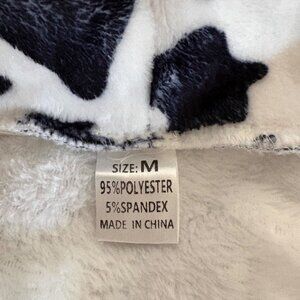 SIZE: M
95%POLYESTER
5%SPANDEX
MADE IN CHINA